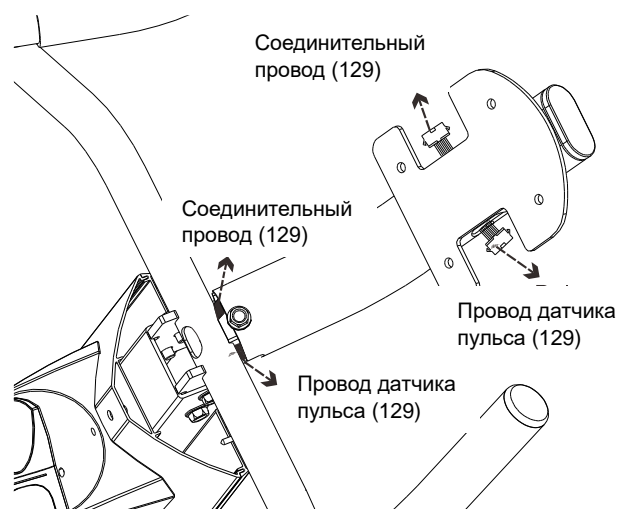 Соединительный
провод (129)
Соединительный
провод (129)
Провод датчика
пульса (129)
Провод датчика
пульса (129)